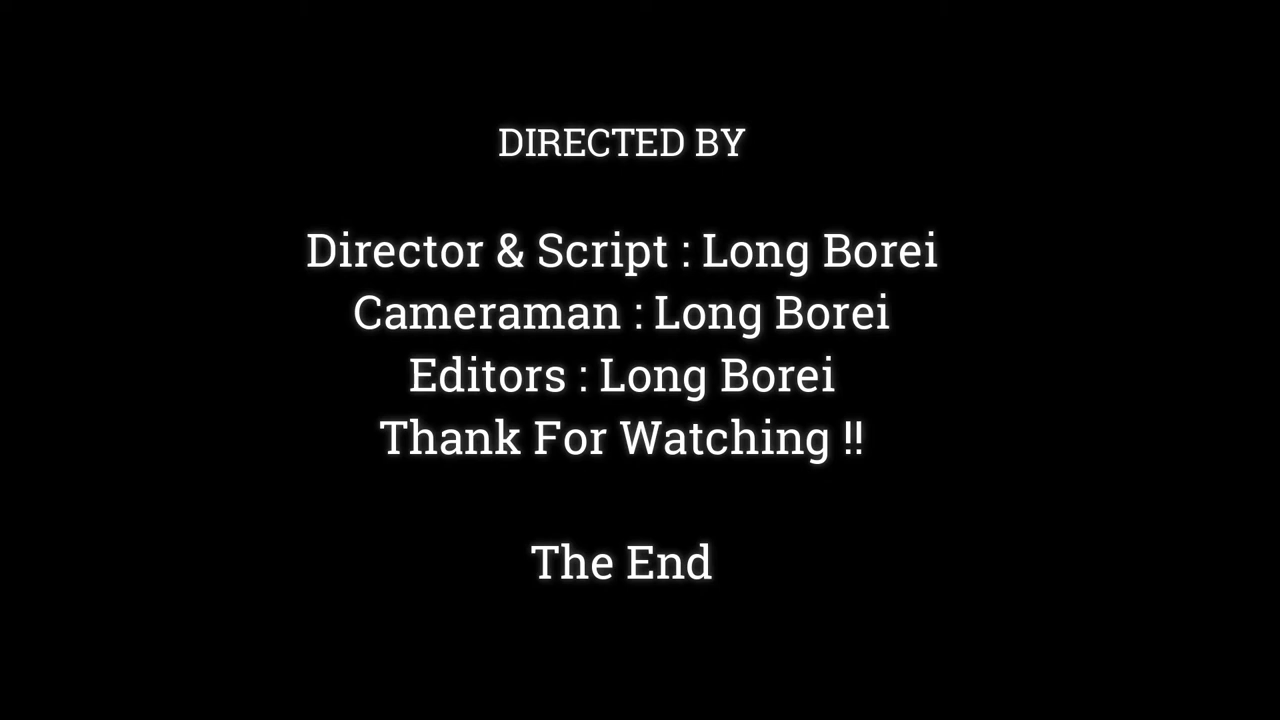 DIRECTED BY
Director & Script : Long Borei
Cameraman : Long Borei
Editors : Long Borei
Thank For Watching !!
The End